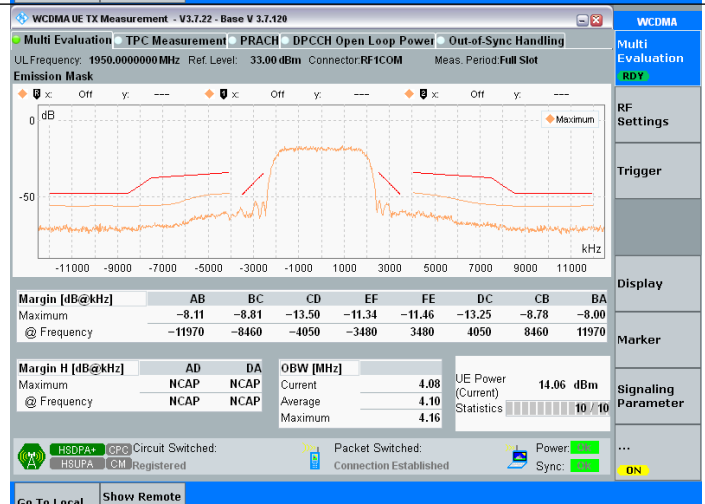 WCDMA UE TX Measurement - V3.7.22 - Base V 3.7.120
WCDMA
Multi Evaluation TPC Measurement PRACH DPCCH Open Loop Power Out-of-Sync Handling
Multi Evaluation
RDY
UL Frequency: 1950.0000000 MHz Ref. Level: 33.00 dBm Connector:RF1COM Meas. Period:Full Slot
Emission Mask
x: Off y: --- x: Off y: --- x: Off y: ---
RF Settings
dB
0
Maximum
Trigger
-50
kHz
-11000 -9000 -7000 -5000 -3000 -1000 1000 3000 5000 7000 9000 11000
Display
Margin [dB@kHz] AB BC CD EF FE DC CB BA
Maximum -8.11 -8.81 -13.50 -11.34 -11.46 -13.25 -8.78 -8.00
@ Frequency -11970 -8460 -4050 -3480 3480 4050 8460 11970
Marker
Margin H [dB@kHz] AD DA
Maximum NCAP NCAP
@ Frequency NCAP NCAP
OBW [MHz]
Current 4.08
Average 4.10
Maximum 4.16
UE Power (Current) 14.06 dBm
Statistics 10 / 10
Signaling Parameter
HSDPA+ CPC Circuit Switched:
HSUPA CM Registered
Packet Switched:
Connection Established
Power: OK
Sync: OK
...
ON
Go To Local
Show Remote